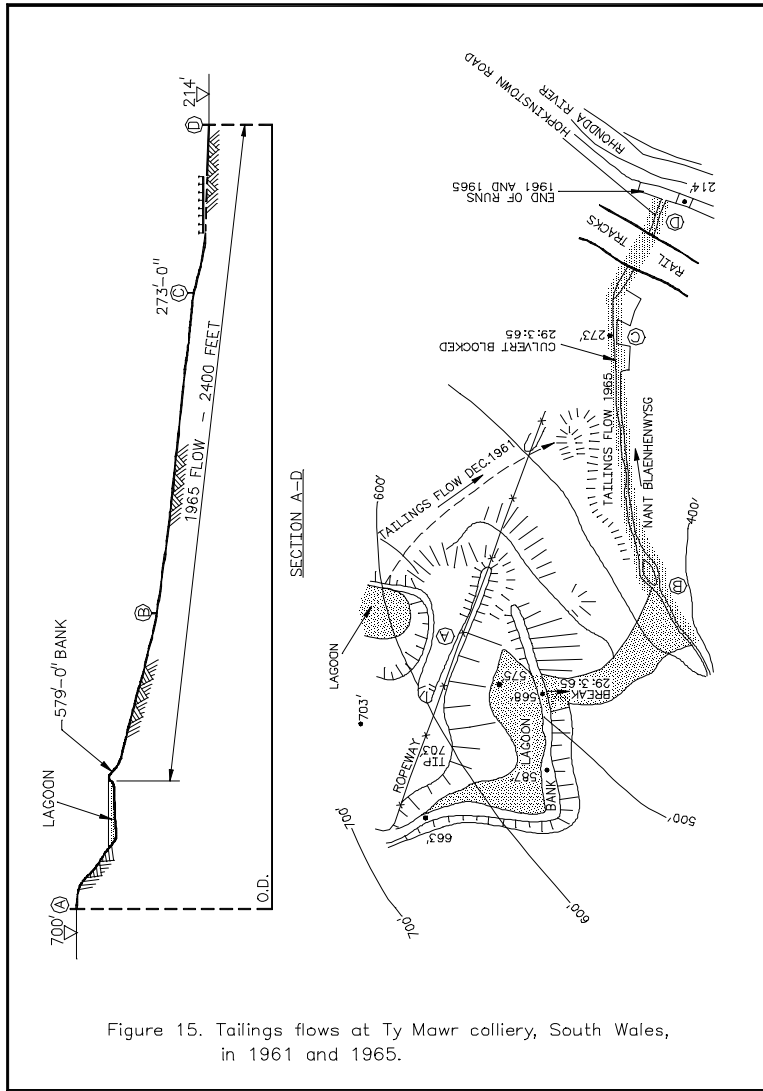 700'
A
LAGOON
579'-0" BANK
B
1965 FLOW - 2400 FEET
273'-0"
C
D
214'
O.D.
SECTION A-D
703'
LAGOON
600'
TAILINGS FLOW DEC.1961
A
ROPEWAY
TIP
703'
700'
663'
LAGOON
575'
568'
587'
BANK
BREAK
29:3:65
700'
600'
500'
400'
B
NANT BLAENHENWYSG
TAILINGS FLOW 1965
CULVERT BLOCKED
29:3:65
273'
C
RAIL
TRACKS
END OF RUNS
1961 AND 1965
D
214'
HOPKINSTOWN ROAD
RHONDDA
RIVER
Figure 15. Tailings flows at Ty Mawr colliery, South Wales,
in 1961 and 1965.